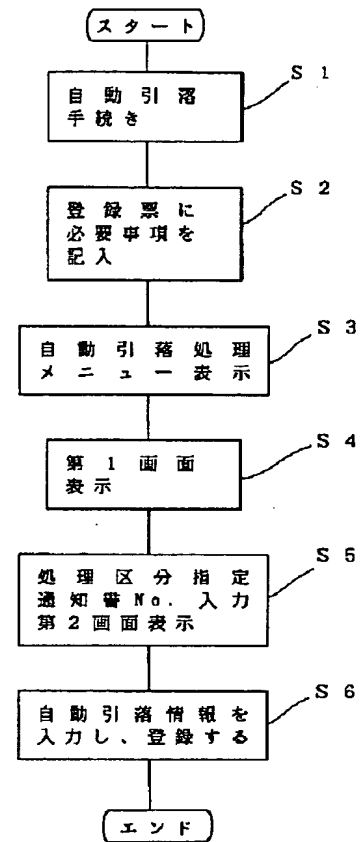 スタート
S1
自動引落
手続き
S2
登録票に
必要事項を
記入
S3
自動引落処理
メニュー表示
S4
第1画面
表示
S5
処理区分指定
通知書No. 入力
第2画面表示
S6
自動引落情報を
入力し、登録する
エンド